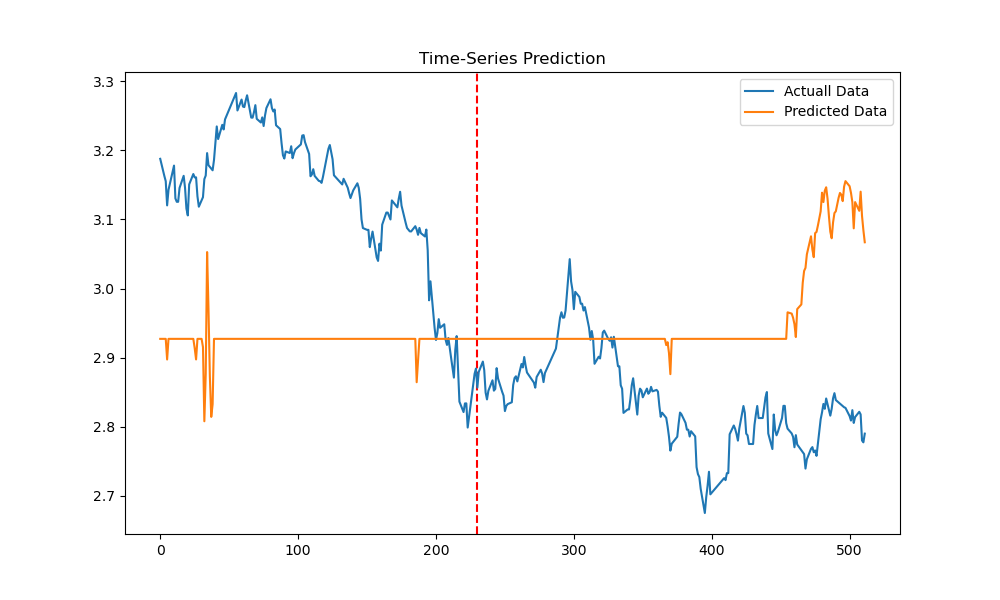 Time-Series Prediction
Actuall Data
Predicted Data
3.3
3.2
3.1
3.0
2.9
2.8
2.7
0 100 200 300 400 500